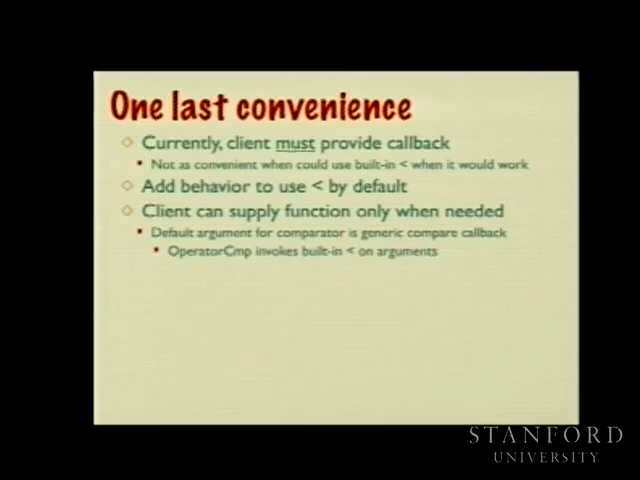 One last convenience
Currently, client must provide callback
Not as convenient when could use built-in < when it would work
Add behavior to use < by default
Client can supply function only when needed
Default argument for comparator is generic compare callback
OperatorCmp invokes built-in < on arguments
STANFORD
UNIVERSITY